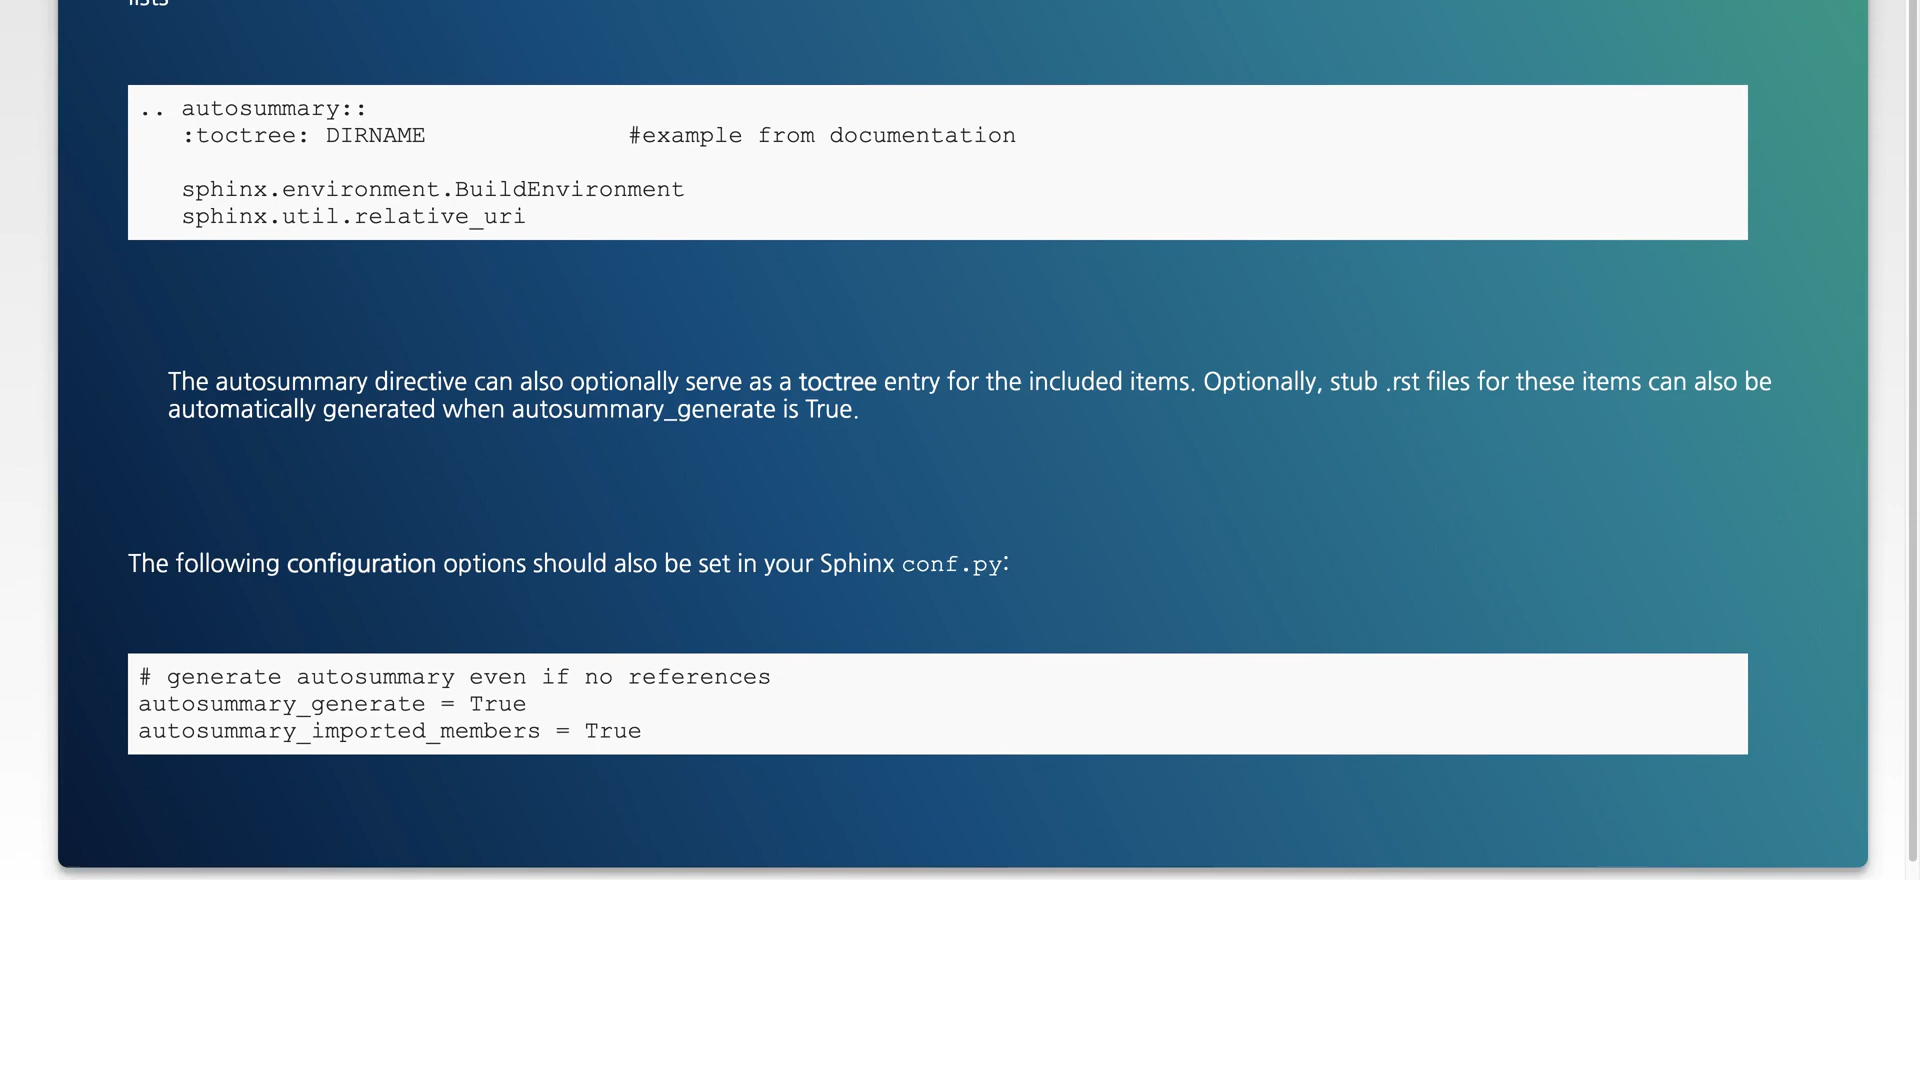 lists
.. autosummary::
   :toctree: DIRNAME              #example from documentation
   sphinx.environment.BuildEnvironment
   sphinx.util.relative_uri
The autosummary directive can also optionally serve as a toctree entry for the included items. Optionally, stub .rst files for these items can also be
automatically generated when autosummary_generate is True.
The following configuration options should also be set in your Sphinx conf.py:
# generate autosummary even if no references
autosummary_generate = True
autosummary_imported_members = True